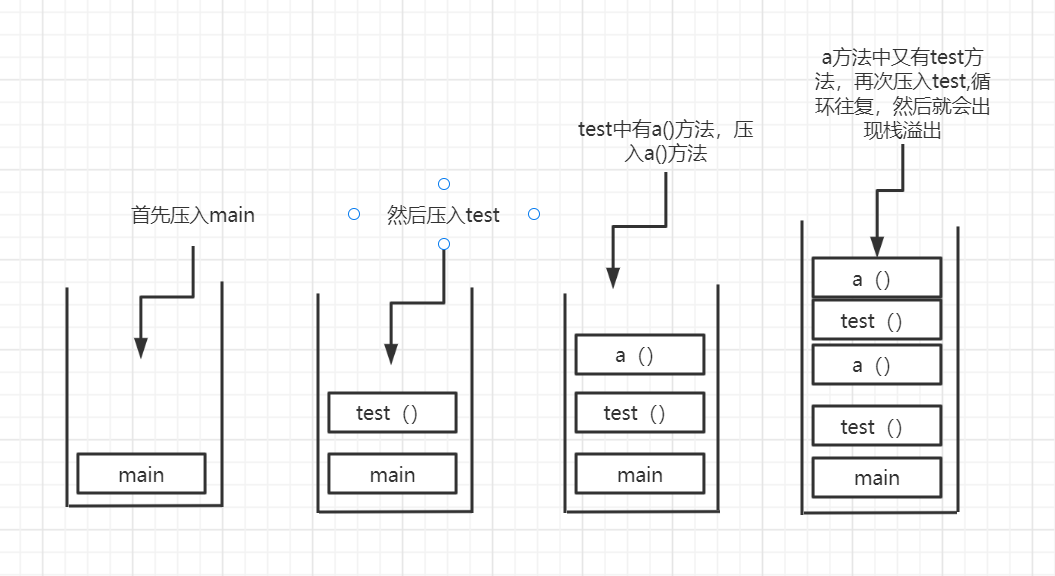 首先压入main
main
然后压入test
test（）
main
test中有a()方法，压
入a()方法
a（）
test（）
main
a方法中又有test方
法，再次压入test,循
环往复，然后就会出
现栈溢出
a（）
test（）
a（）
test（）
main